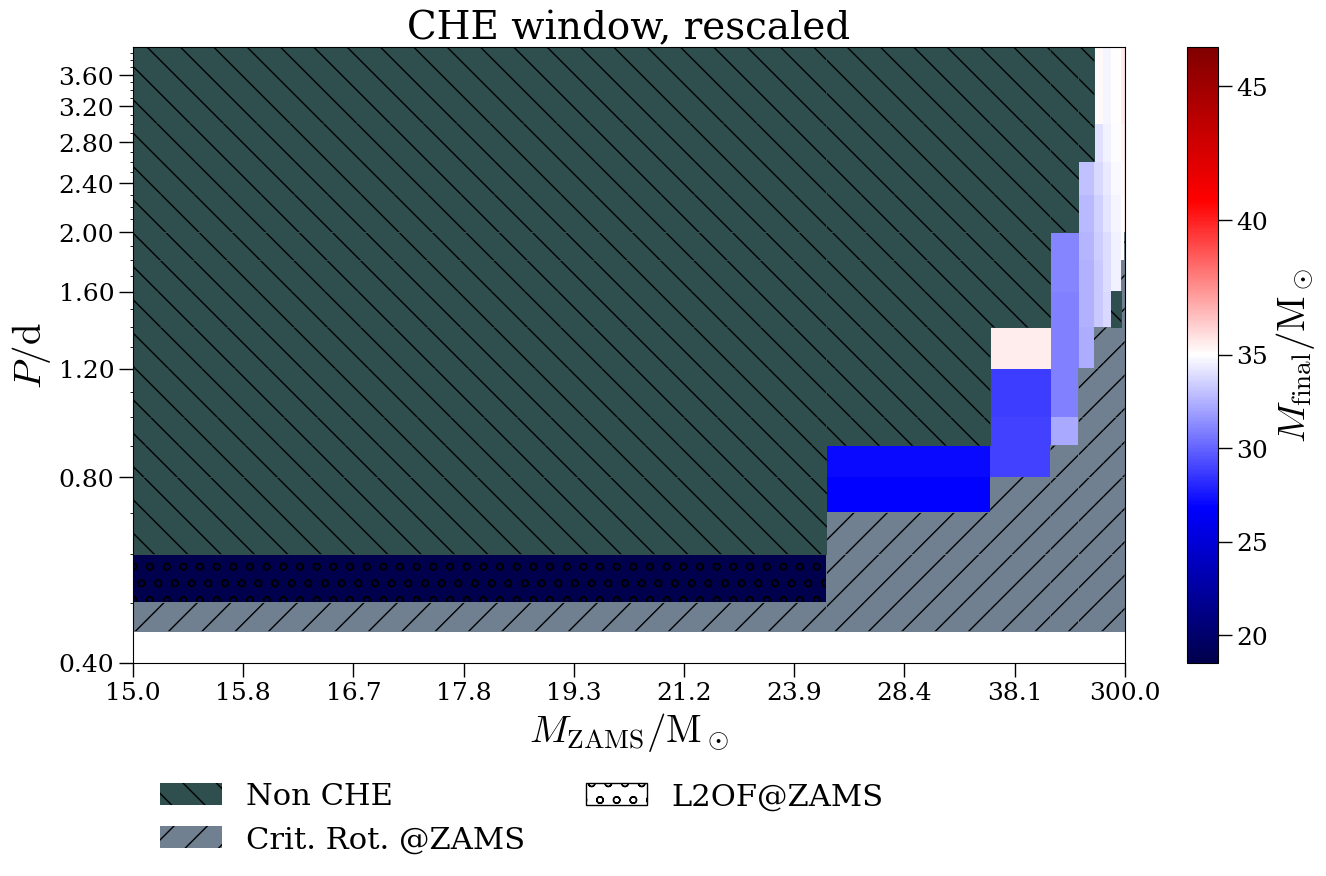 CHE window, rescaled
3.60
3.20
2.80
2.40
2.00
1.60
1.20
0.80
0.40
P/d
15.0 15.8 16.7 17.8 19.3 21.2 23.9 28.4 38.1 300.0
M_ZAMS/M_⊙
45
40
35
30
25
20
M_final/M_⊙
Non CHE
Crit. Rot. @ZAMS
L2OF@ZAMS